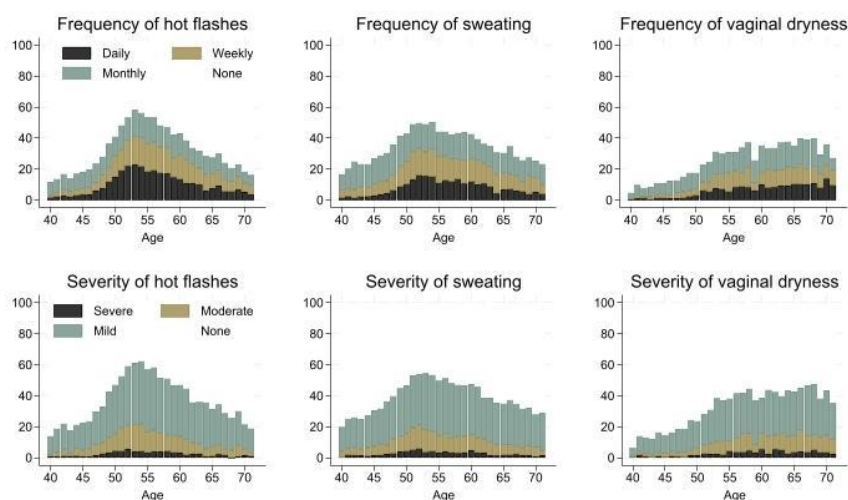 Frequency of hot flashes
Frequency of sweating
Frequency of vaginal dryness
100
80
60
40
20
0
Daily
Weekly
Monthly
None
40 45 50 55 60 65 70
Age
100
80
60
40
20
0
40 45 50 55 60 65 70
Age
100
80
60
40
20
0
40 45 50 55 60 65 70
Age
Severity of hot flashes
Severity of sweating
Severity of vaginal dryness
100
80
60
40
20
0
Severe
Moderate
Mild
None
40 45 50 55 60 65 70
Age
100
80
60
40
20
0
40 45 50 55 60 65 70
Age
100
80
60
40
20
0
40 45 50 55 60 65 70
Age